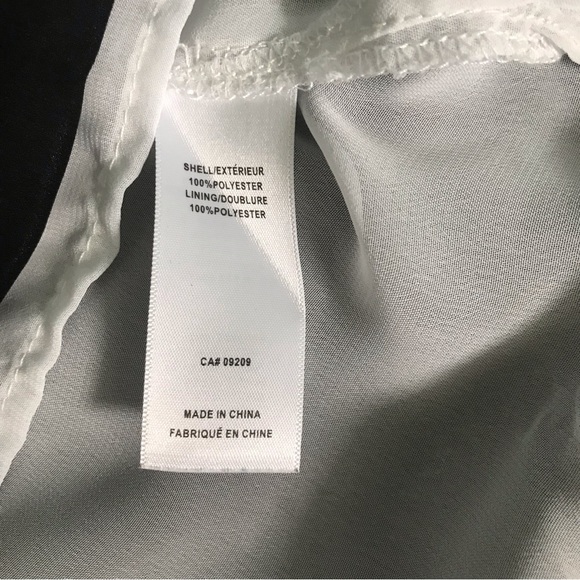 SHELL/EXTÉRIEUR
100%POLYESTER
LINING/DOUBLURE
100%POLYESTER
CA# 09209
MADE IN CHINA
FABRIQUÉ EN CHINE